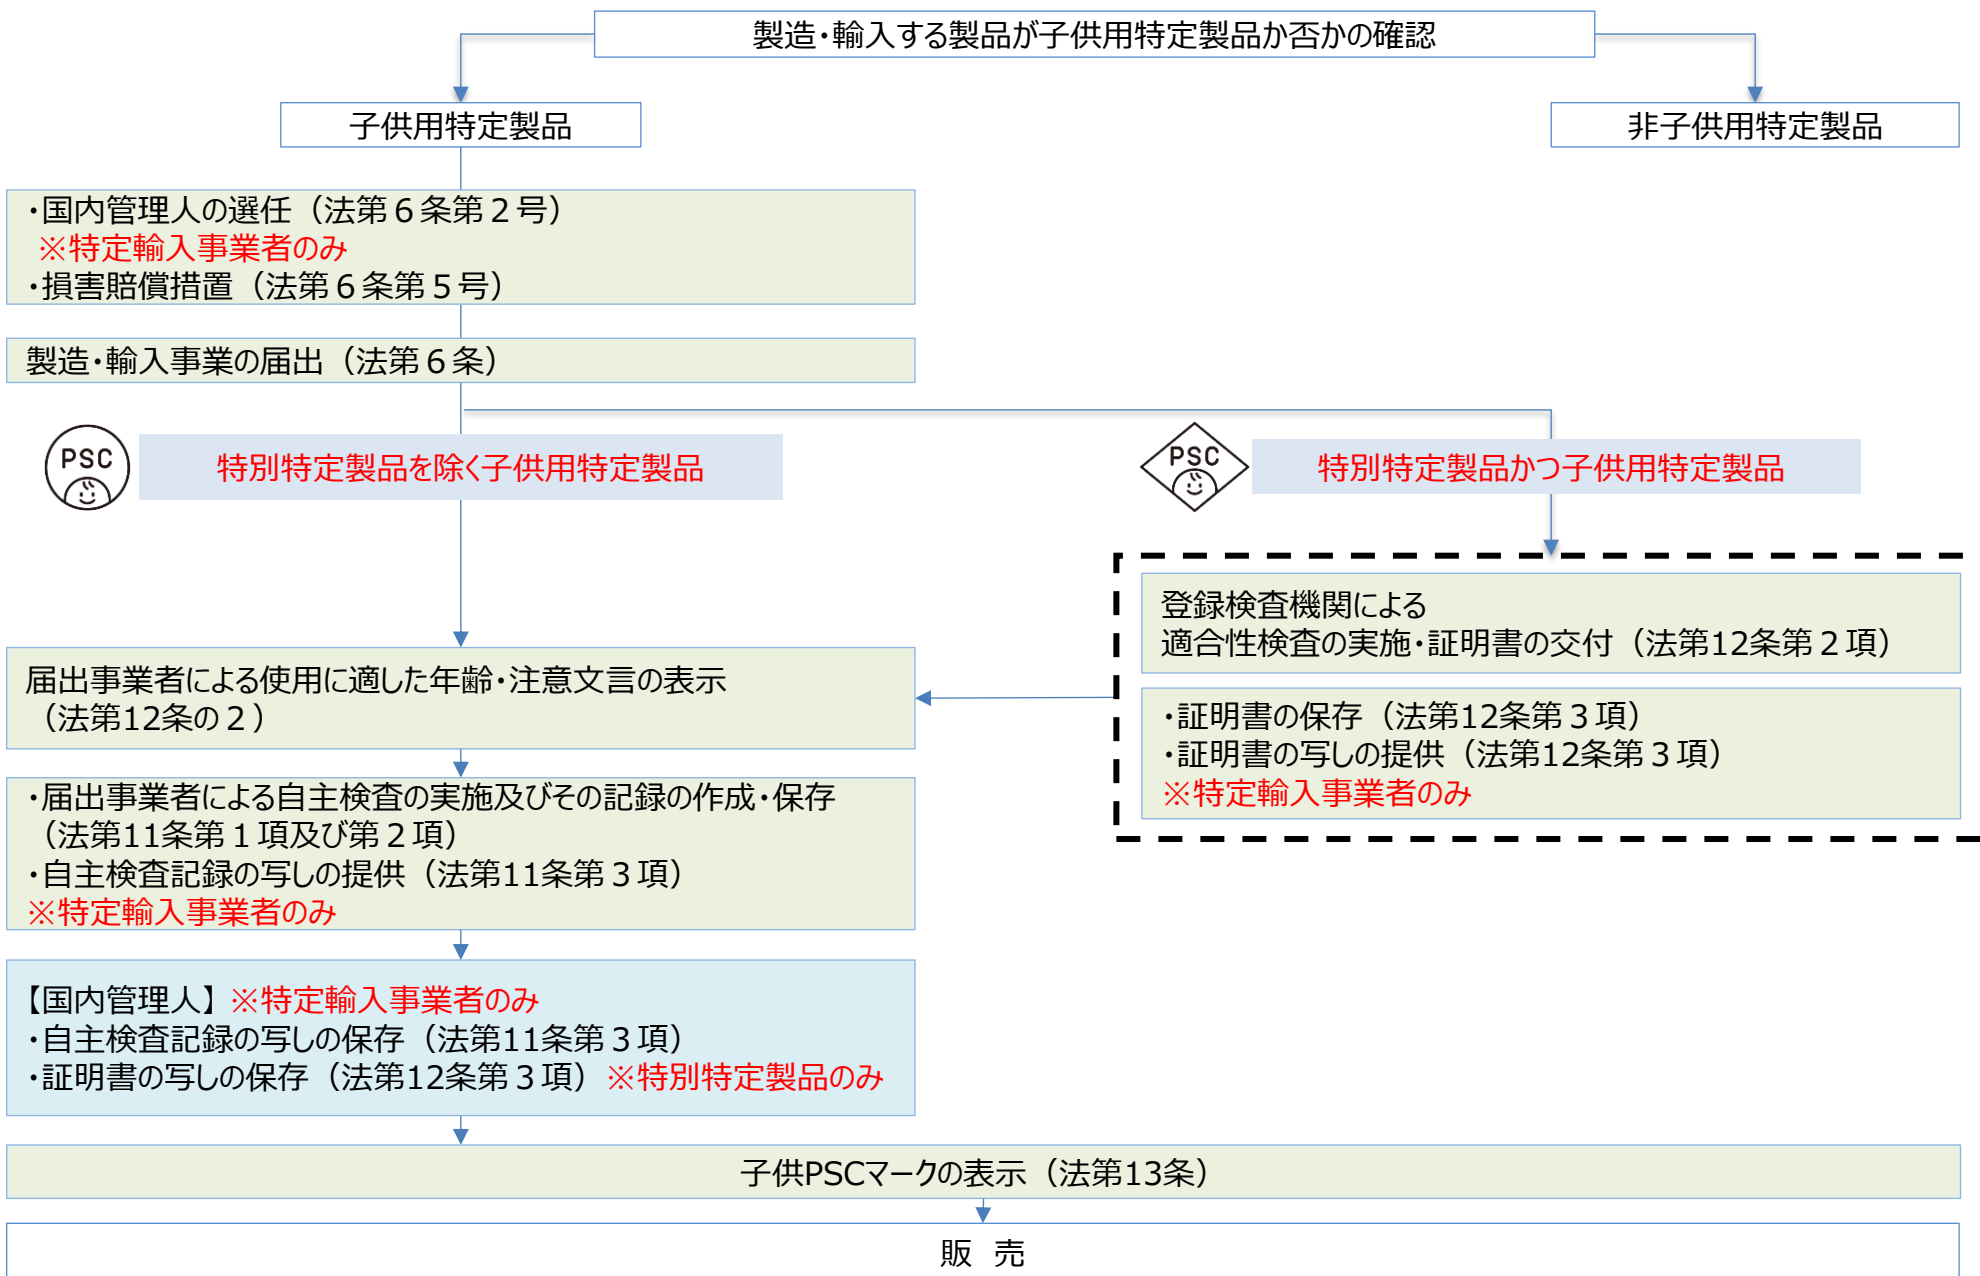 製造・輸入する製品が子供用特定製品か否かの確認
子供用特定製品
非子供用特定製品
・国内管理人の選任（法第６条第２号）
※特定輸入事業者のみ
・損害賠償措置（法第６条第５号）
製造・輸入事業の届出（法第６条）
PSC
特別特定製品を除く子供用特定製品
PSC
特別特定製品かつ子供用特定製品
登録検査機関による
適合性検査の実施・証明書の交付（法第12条第２項）
・証明書の保存（法第12条第３項）
・証明書の写しの提供（法第12条第３項）
※特定輸入事業者のみ
届出事業者による使用に適した年齢・注意文言の表示
（法第12条の２）
・届出事業者による自主検査の実施及びその記録の作成・保存
（法第11条第１項及び第２項）
・自主検査記録の写しの提供（法第11条第３項）
※特定輸入事業者のみ
【国内管理人】※特定輸入事業者のみ
・自主検査記録の写しの保存（法第11条第３項）
・証明書の写しの保存（法第12条第３項）※特別特定製品のみ
子供PSCマークの表示（法第13条）
販 売